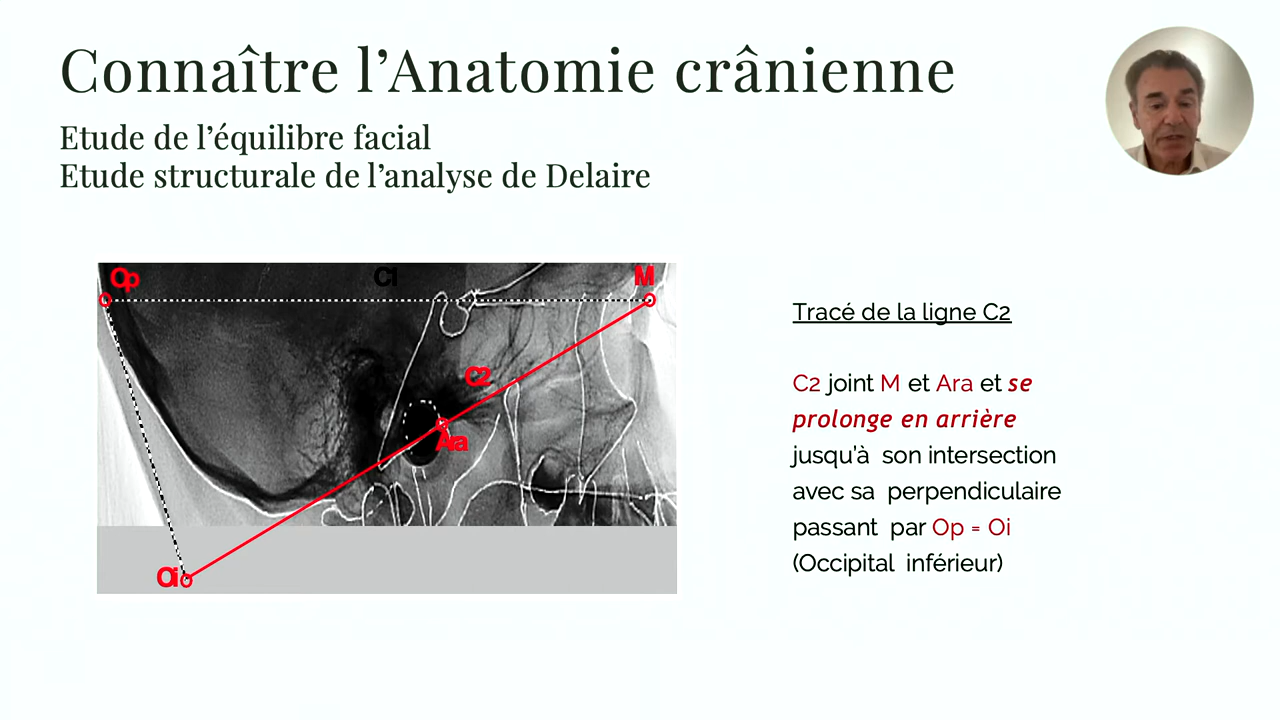 Connaître l’Anatomie crânienne
Etude de l’équilibre facial
Etude structurale de l’analyse de Delaire
Op
C1
M
C2
Ara
Oi
Tracé de la ligne C2
C2 joint M et Ara et se
prolonge en arrière
jusqu'à son intersection
avec sa perpendiculaire
passant par Op = Oi
(Occipital inférieur)